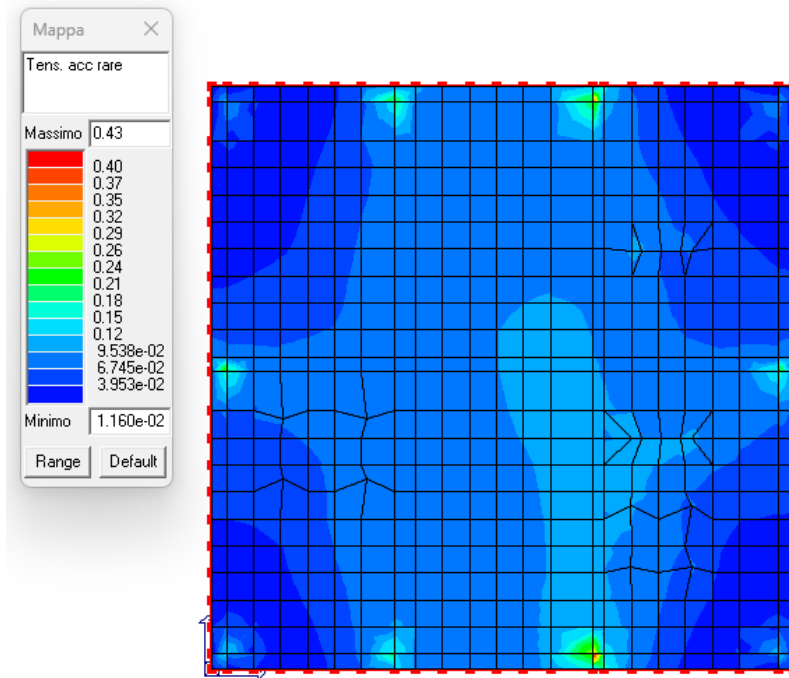 Mappa
Tens. acc rare
Massimo 0.43
0.40
0.37
0.35
0.32
0.29
0.26
0.24
0.21
0.18
0.15
0.12
9.538e-02
6.745e-02
3.953e-02
Minimo 1.160e-02
Range Default